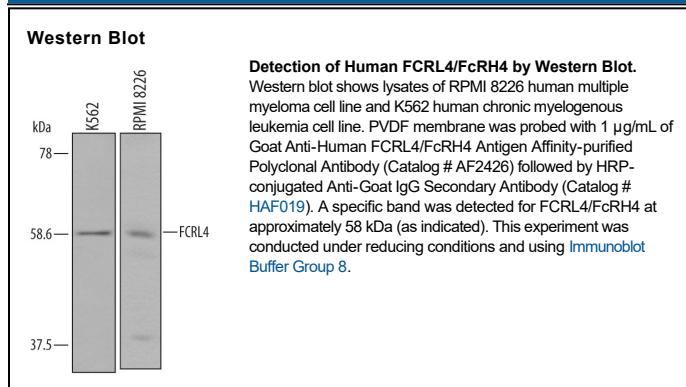 Western Blot
kDa
K562
RPMI 8226
78
58.6
FCRL4
37.5
Detection of Human FCRL4/FcRH4 by Western Blot.
Western blot shows lysates of RPMI 8226 human multiple
myeloma cell line and K562 human chronic myelogenous
leukemia cell line. PVDF membrane was probed with 1 µg/mL of
Goat Anti-Human FCRL4/FcRH4 Antigen Affinity-purified
Polyclonal Antibody (Catalog # AF2426) followed by HRP-
conjugated Anti-Goat IgG Secondary Antibody (Catalog #
HAF019). A specific band was detected for FCRL4/FcRH4 at
approximately 58 kDa (as indicated). This experiment was
conducted under reducing conditions and using Immunoblot
Buffer Group 8.